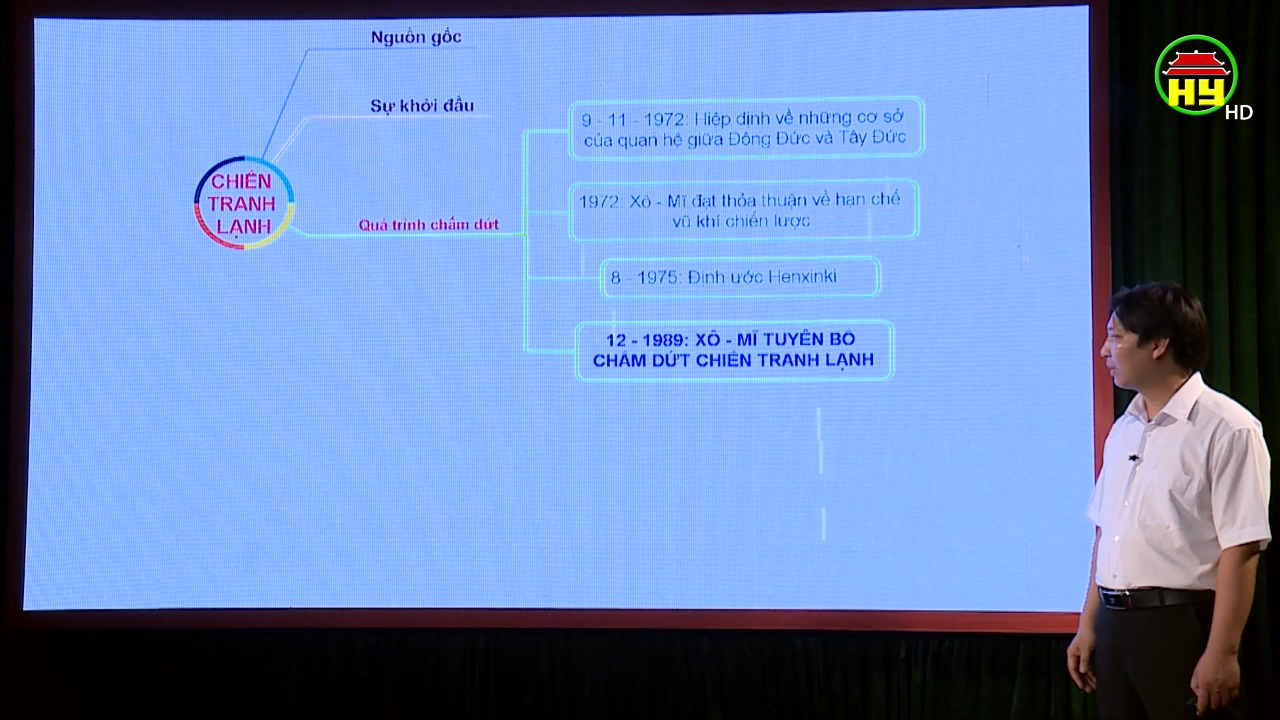 Nguồn gốc
Sự khởi đầu
CHIẾN
TRANH
LẠNH
Quá trình chấm dứt
9 - 11 - 1972: Hiệp định về những cơ sở
của quan hệ giữa Đông Đức và Tây Đức
1972: Xô - Mĩ đạt thỏa thuận về hạn chế
vũ khí chiến lược
8 - 1975: Định ước Henxinki
12 - 1989: XÔ - MĨ TUYÊN BỐ
CHẤM DỨT CHIẾN TRANH LẠNH
HY
HD